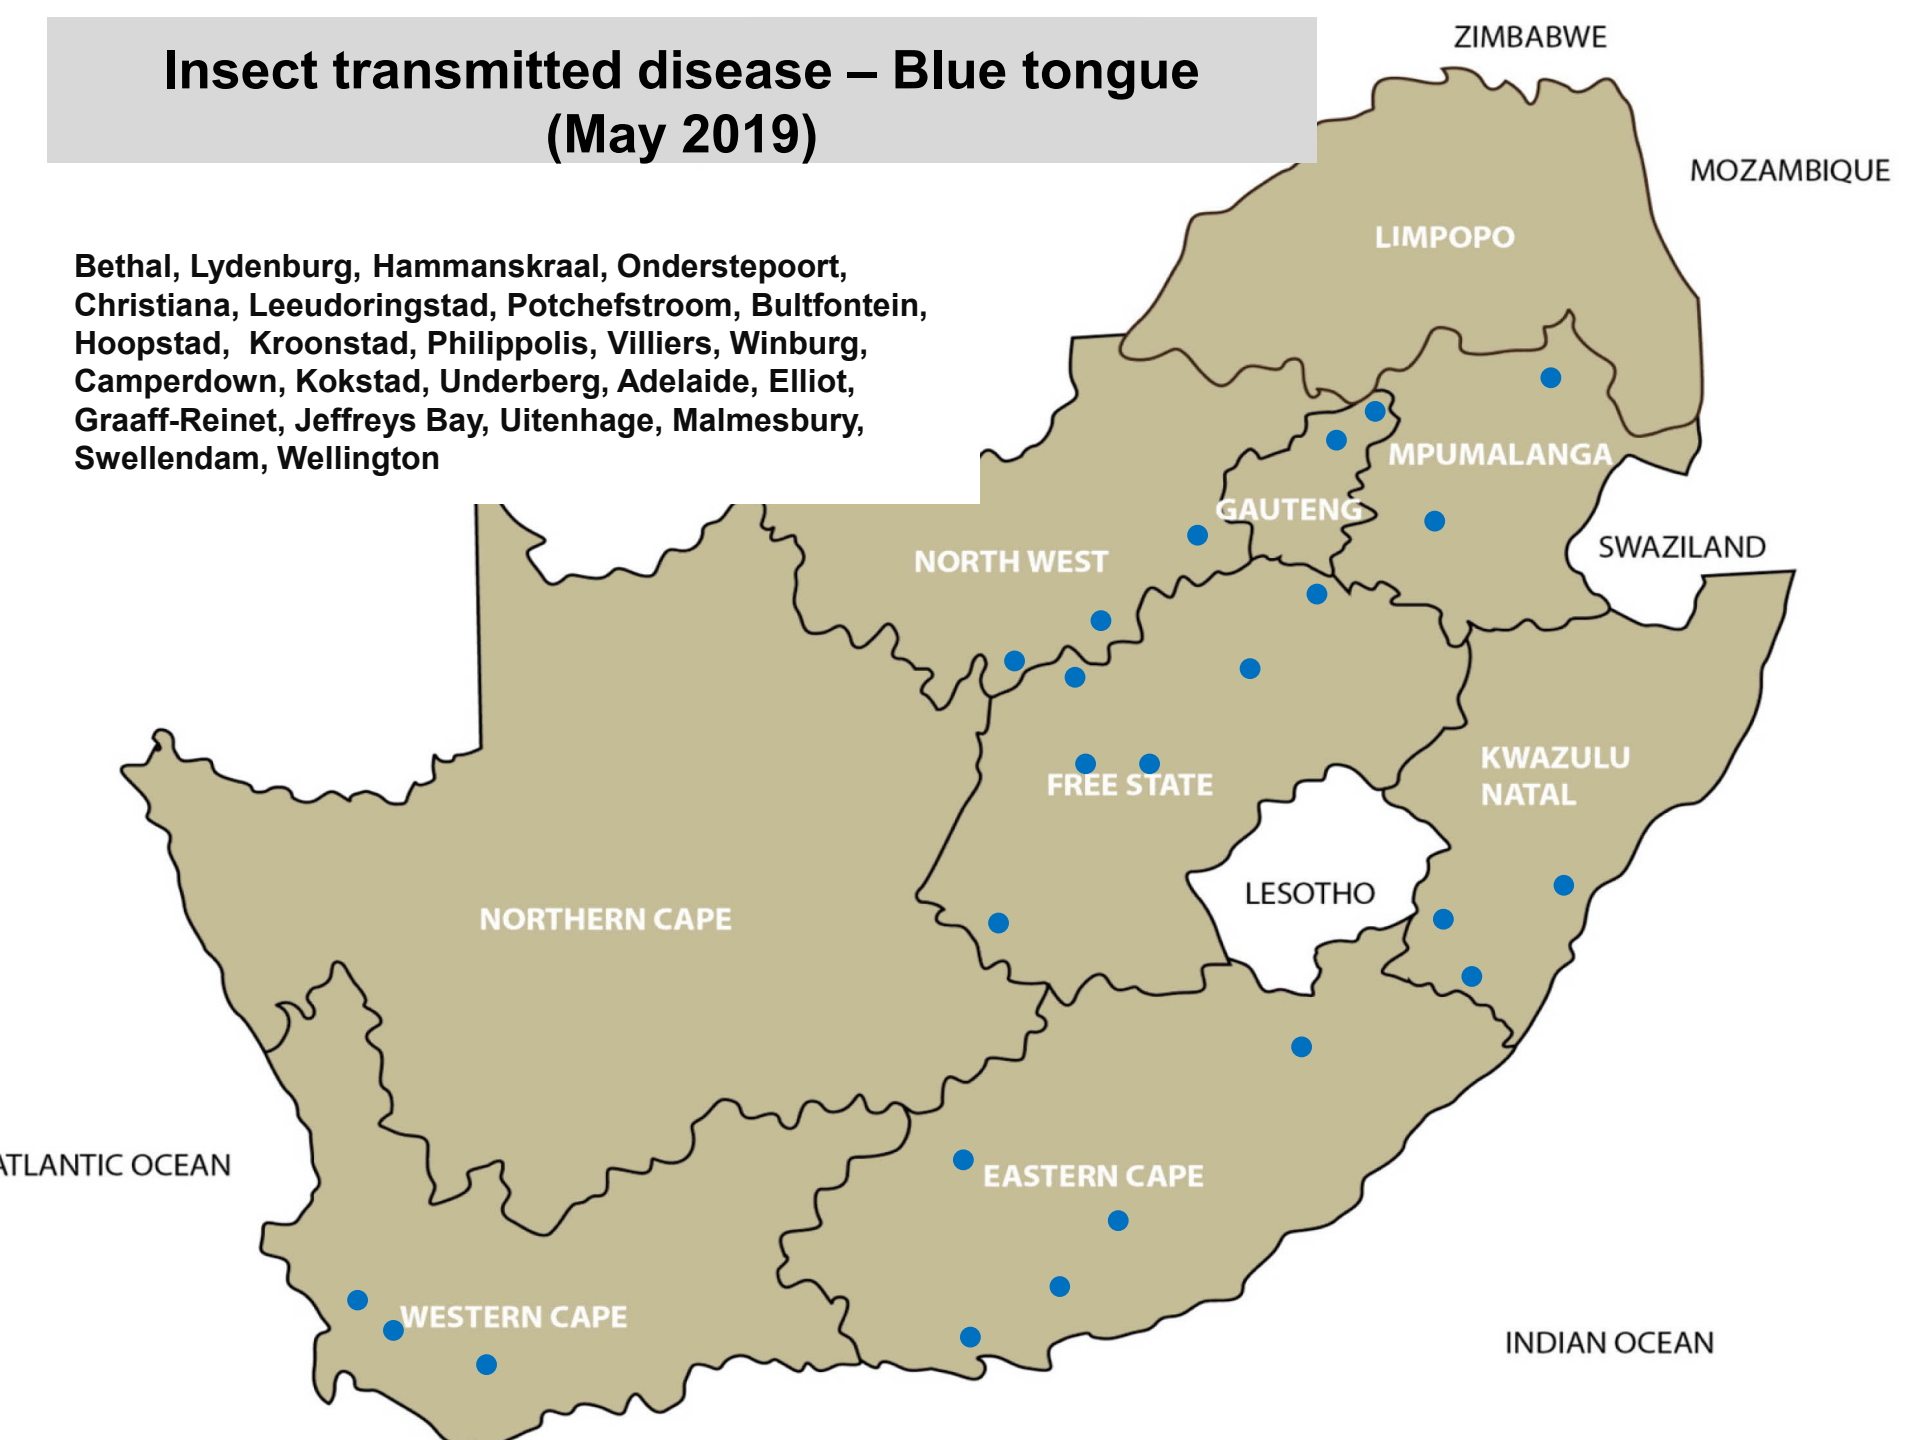 Insect transmitted disease – Blue tongue
(May 2019)
Bethal, Lydenburg, Hammanskraal, Onderstepoort,
Christiana, Leeudoringstad, Potchefstroom, Bultfontein,
Hoopstad,  Kroonstad, Philippolis, Villiers, Winburg,
Camperdown, Kokstad, Underberg, Adelaide, Elliot,
Graaff-Reinet, Jeffreys Bay, Uitenhage, Malmesbury,
Swellendam, Wellington
ZIMBABWE
MOZAMBIQUE
LIMPOPO
MPUMALANGA
GAUTENG
SWAZILAND
NORTH WEST
KWAZULU
NATAL
FREE STATE
LESOTHO
NORTHERN CAPE
ATLANTIC OCEAN
EASTERN CAPE
WESTERN CAPE
INDIAN OCEAN